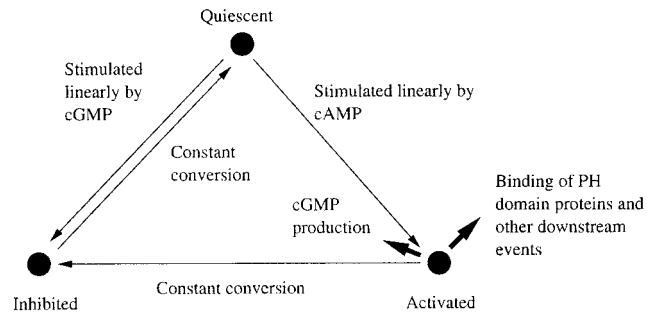 Quiescent
Stimulated
linearly by
cGMP
Stimulated linearly by
cAMP
Constant
conversion
cGMP
production
Binding of PH
domain proteins and
other downstream
events
Inhibited
Constant conversion
Activated